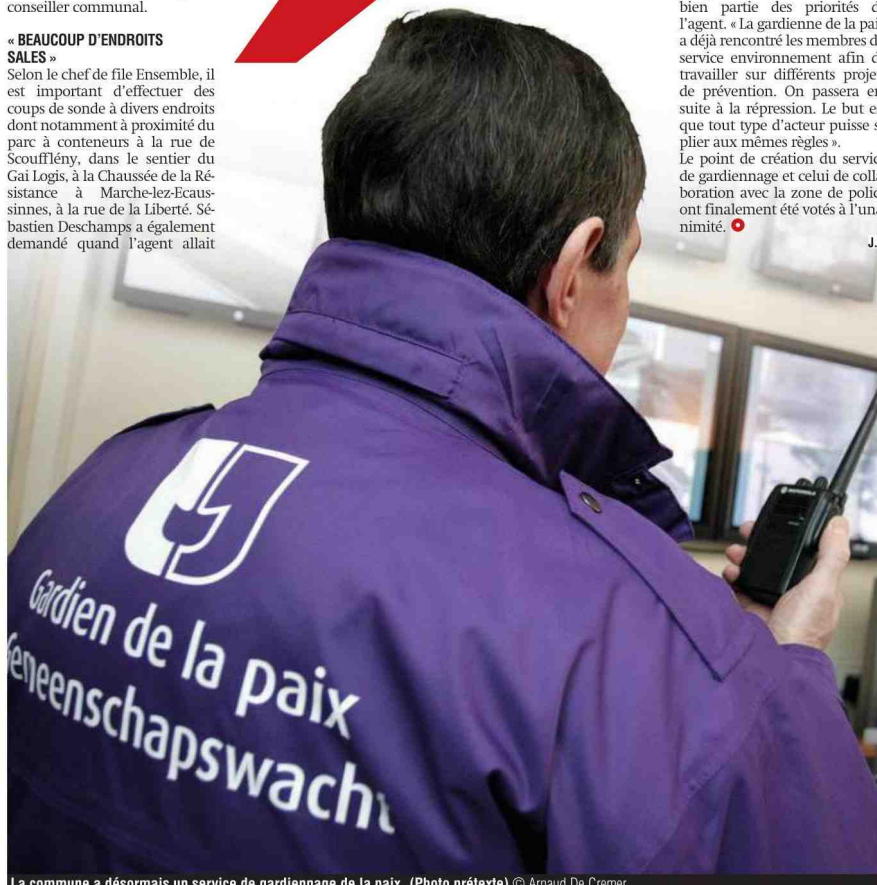 conseiller communal.
« BEAUCOUP D'ENDROITS
SALES »
Selon le chef de file Ensemble, il
est important d'effectuer des
coups de sonde à divers endroits
dont notamment à proximité du
parc à conteneurs à la rue de
Scoufflény, dans le sentier du
Gai Logis, à la Chaussée de la Ré-
sistance à Marche-lez-Ecaus-
sinnes, à la rue de la Liberté. Sé-
bastien Deschamps a également
demandé quand l'agent allait
bien partie des priorités d
l'agent. « La gardienne de la pai
a déjà rencontré les membres d
service environnement afin d
travailler sur différents proje
de prévention. On passera en
suite à la répression. Le but e
que tout type d'acteur puisse s
plier aux mêmes règles ».
Le point de création du servic
de gardiennage et celui de colla
boration avec la zone de polic
ont finalement été votés à l'una
nimité.
J.
MOTOROLA
Gardien de la paix
Gemeenschapswacht
La commune a désormais un service de gardiennage de la paix. (Photo prétexte) © Arnaud De Cremer